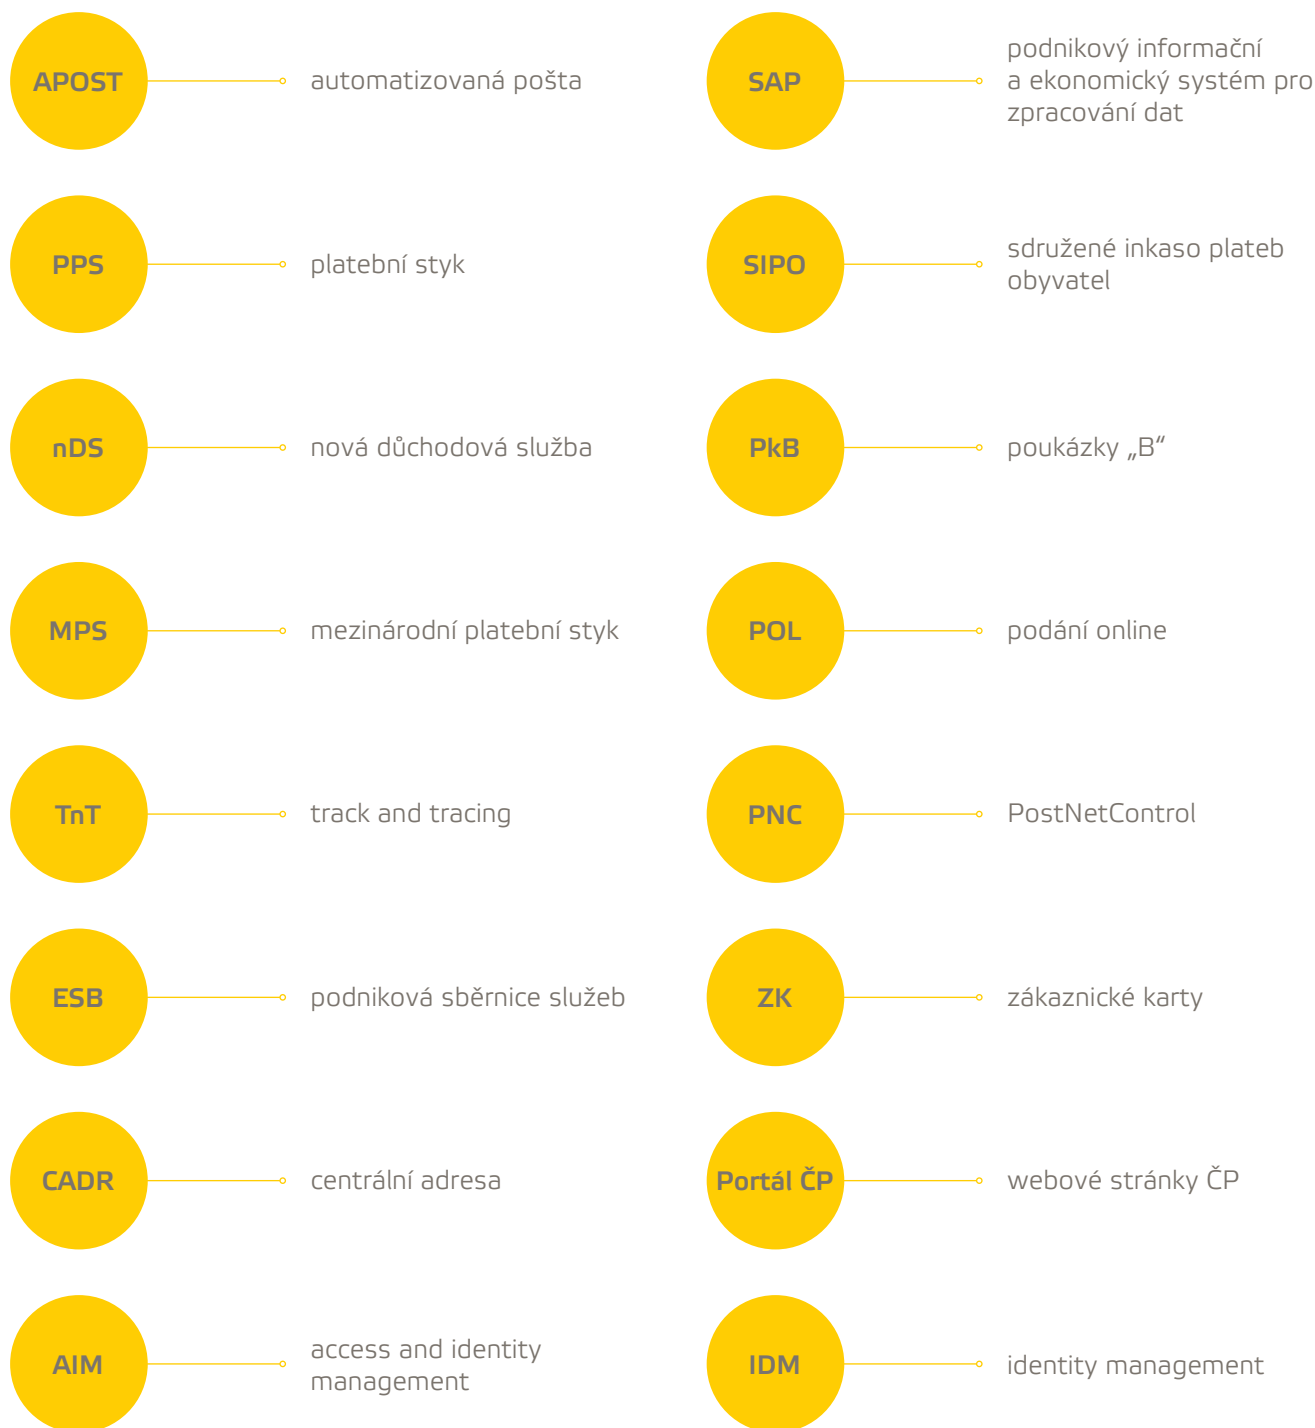 APOST
automatizovaná pošta
PPS
platební styk
nDS
nová důchodová služba
MPS
mezinárodní platební styk
TnT
track and tracing
ESB
podniková sběrnice služeb
CADR
centrální adresa
AIM
access and identity
management
SAP
podnikový informační
a ekonomický systém pro
zpracování dat
SIPO
sdružené inkaso plateb
obyvatel
PkB
poukázky „B“
POL
podání online
PNC
PostNetControl
ZK
zákaznické karty
Portál ČP
webové stránky ČP
IDM
identity management